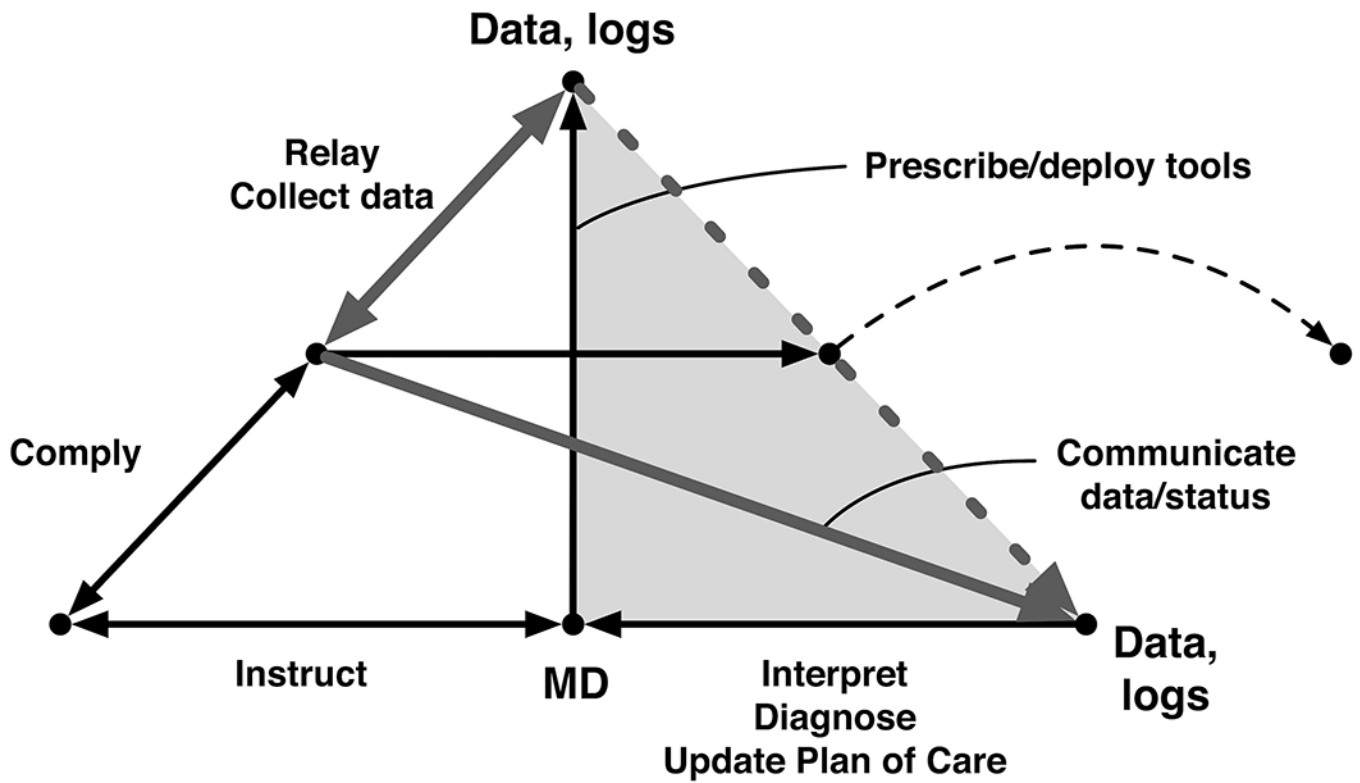 Data, logs
Relay
Collect data
Prescribe/deploy tools
Comply
Communicate
data/status
Instruct
MD
Interpret
Diagnose
Update Plan of Care
Data,
logs